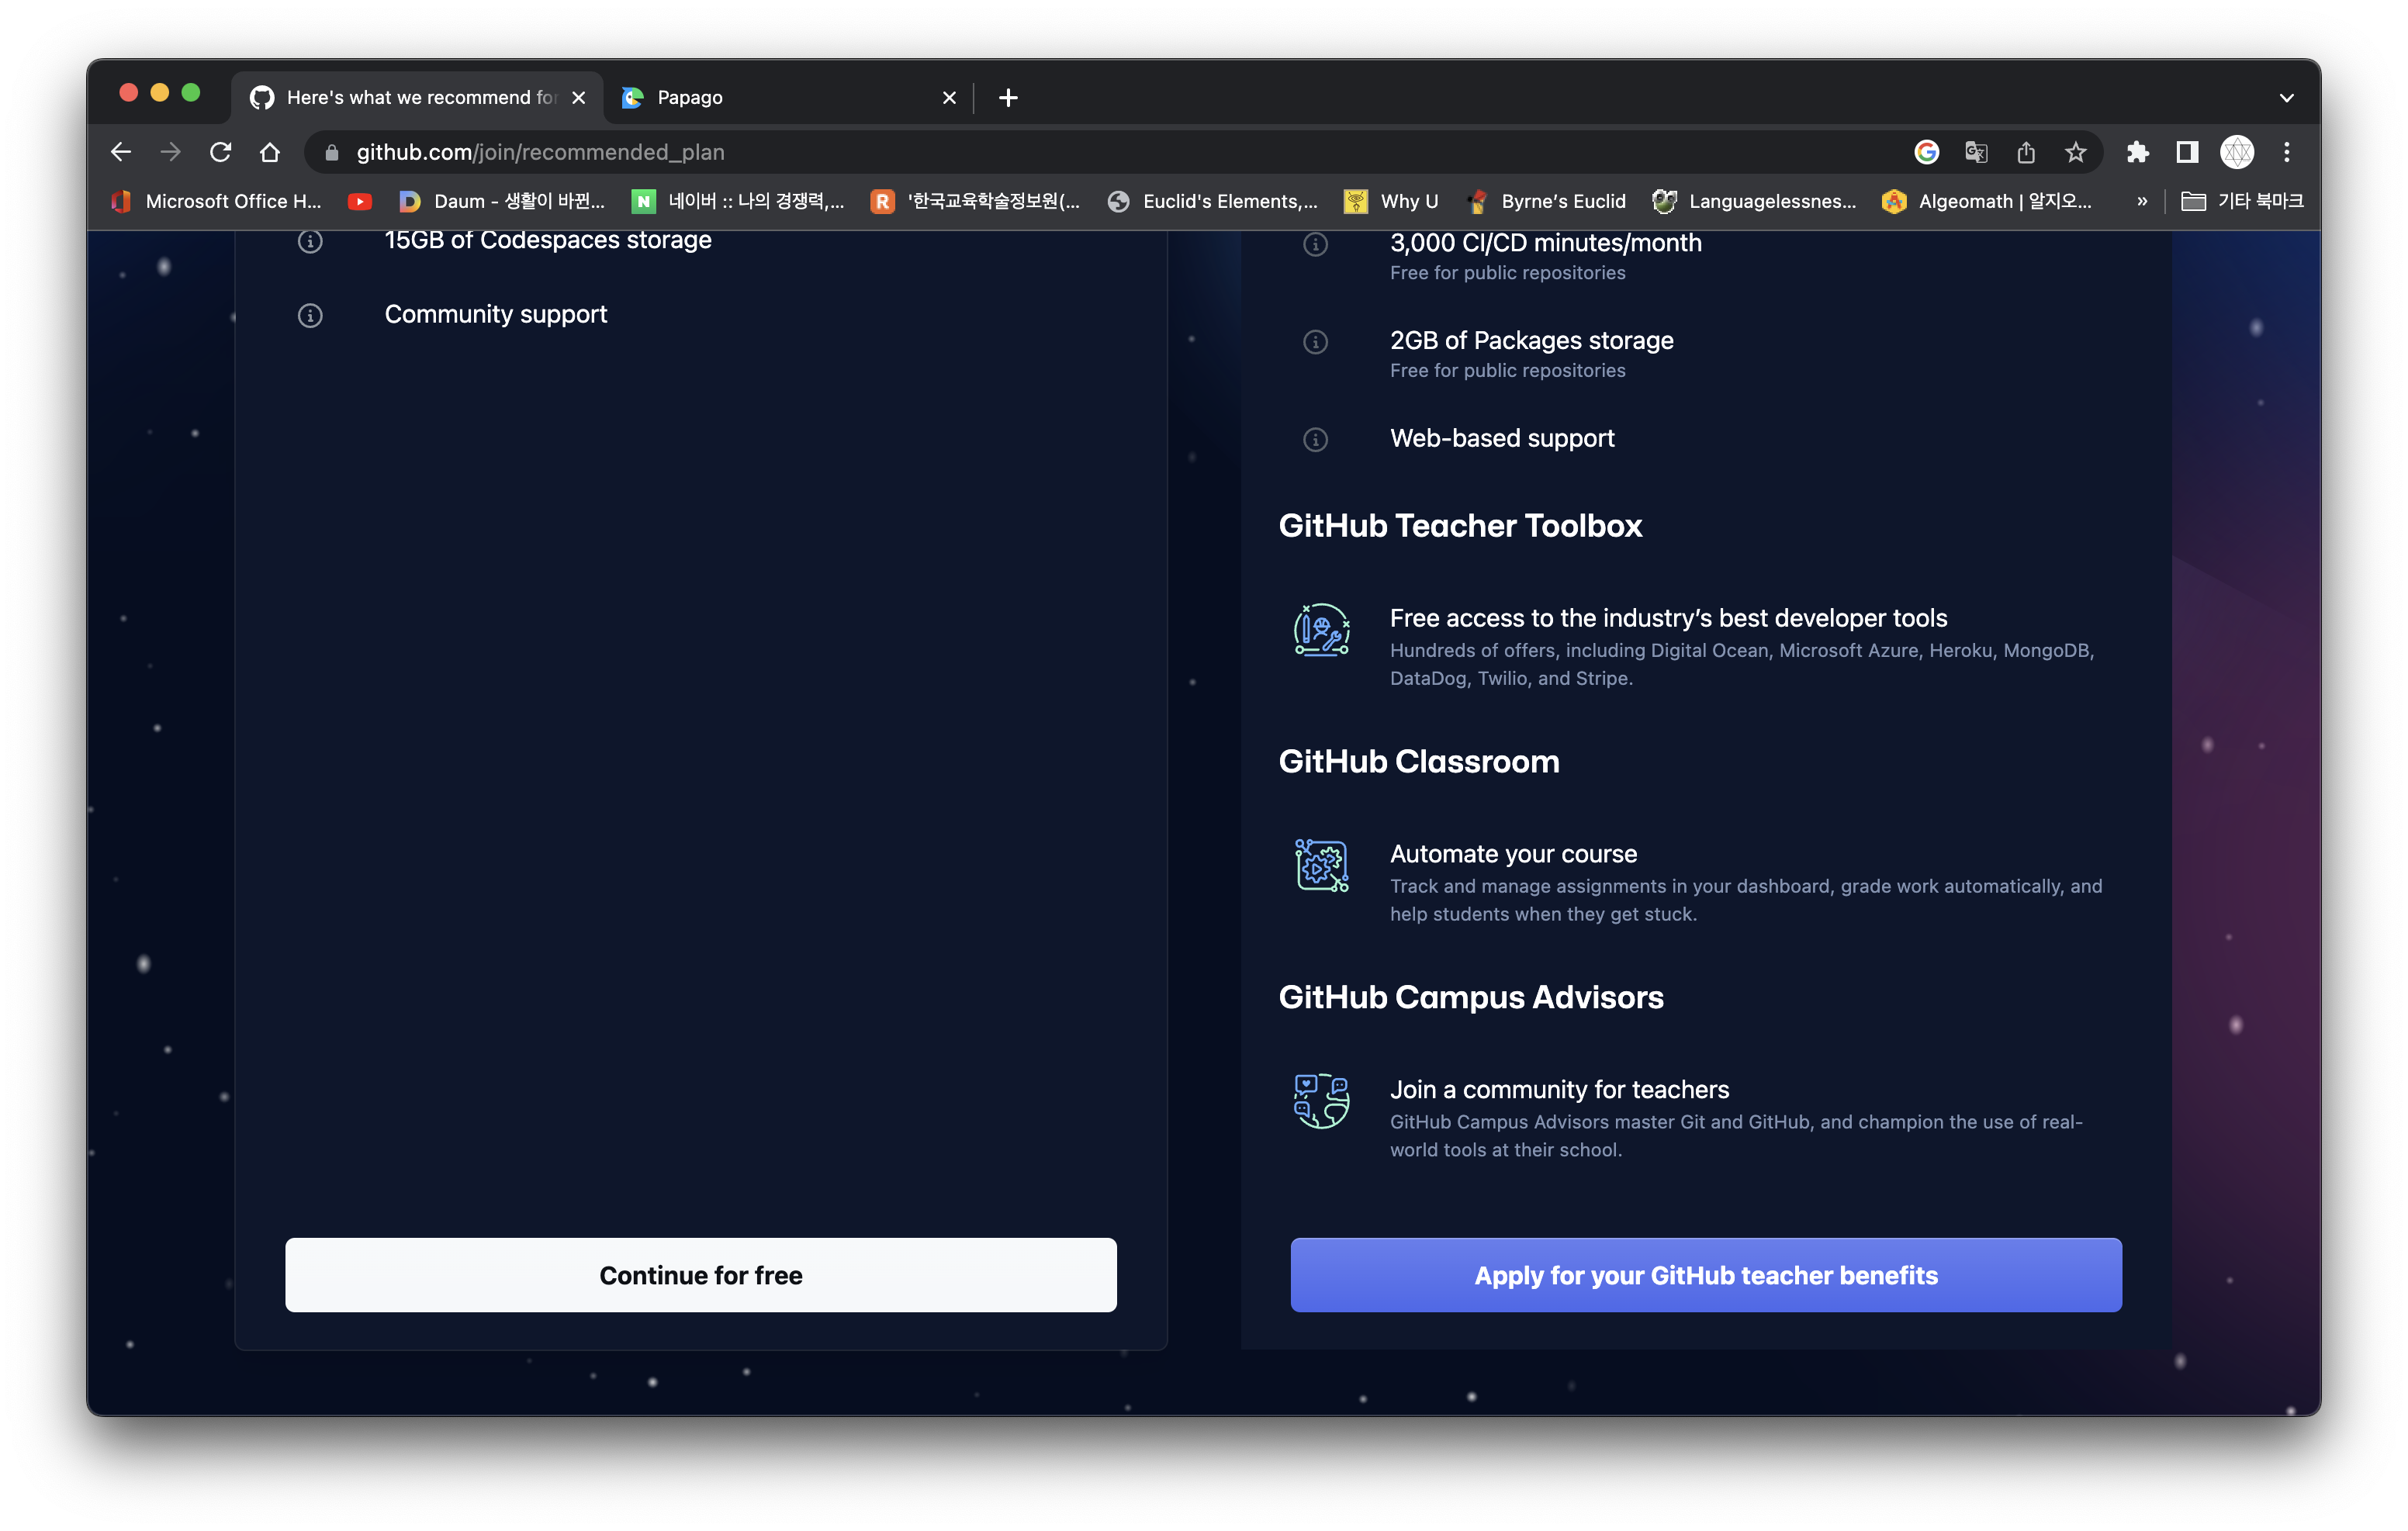 Here's what we recommend for
Papago
github.com/join/recommended_plan
Microsoft Office H...
Daum - 생활이 바뀐...
네이버 :: 나의 경쟁력,...
'한국교육학술정보원(...
Euclid's Elements,...
Why U
Byrne's Euclid
Languagelessnes...
Algeomath | 알지오...
»
기타 북마크
15GB of Codespaces storage
Community support
Continue for free
3,000 CI/CD minutes/month
Free for public repositories
2GB of Packages storage
Free for public repositories
Web-based support
GitHub Teacher Toolbox
Free access to the industry’s best developer tools
Hundreds of offers, including Digital Ocean, Microsoft Azure, Heroku, MongoDB,
DataDog, Twilio, and Stripe.
GitHub Classroom
Automate your course
Track and manage assignments in your dashboard, grade work automatically, and
help students when they get stuck.
GitHub Campus Advisors
Join a community for teachers
GitHub Campus Advisors master Git and GitHub, and champion the use of real-
world tools at their school.
Apply for your GitHub teacher benefits